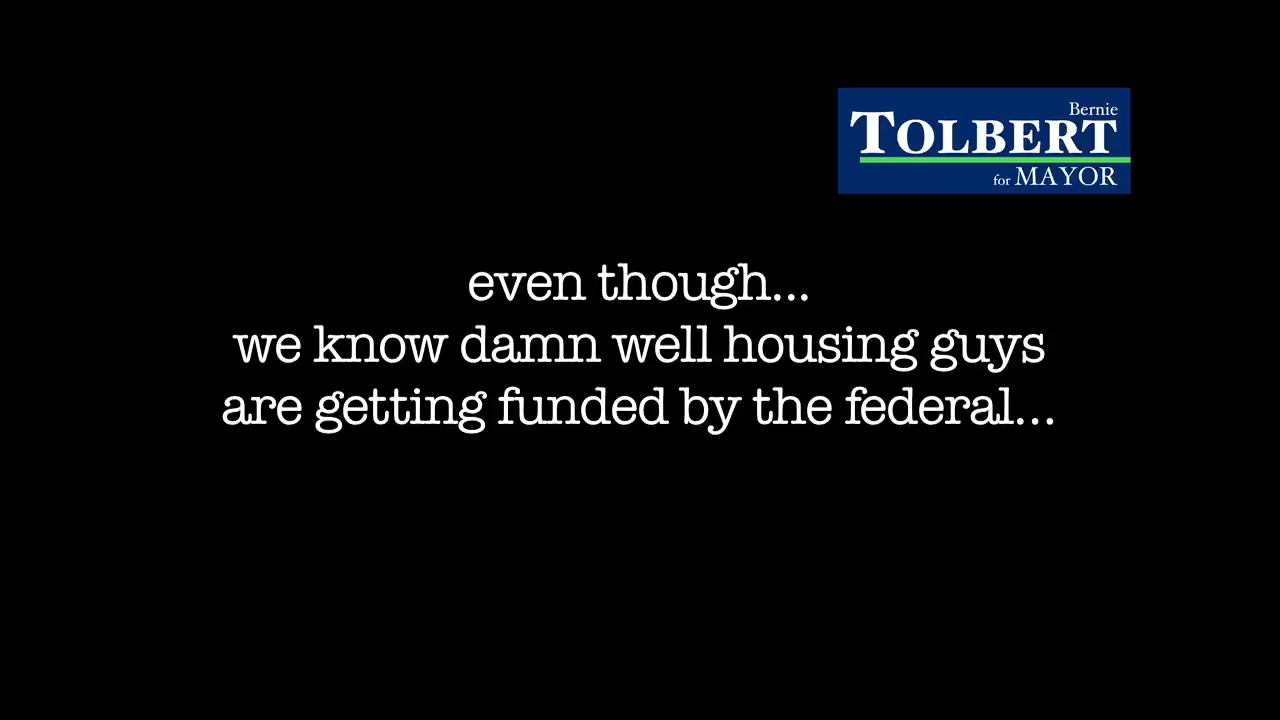 Bernie
TOLBERT
for MAYOR
even though...
we know damn well housing guys
are getting funded by the federal...